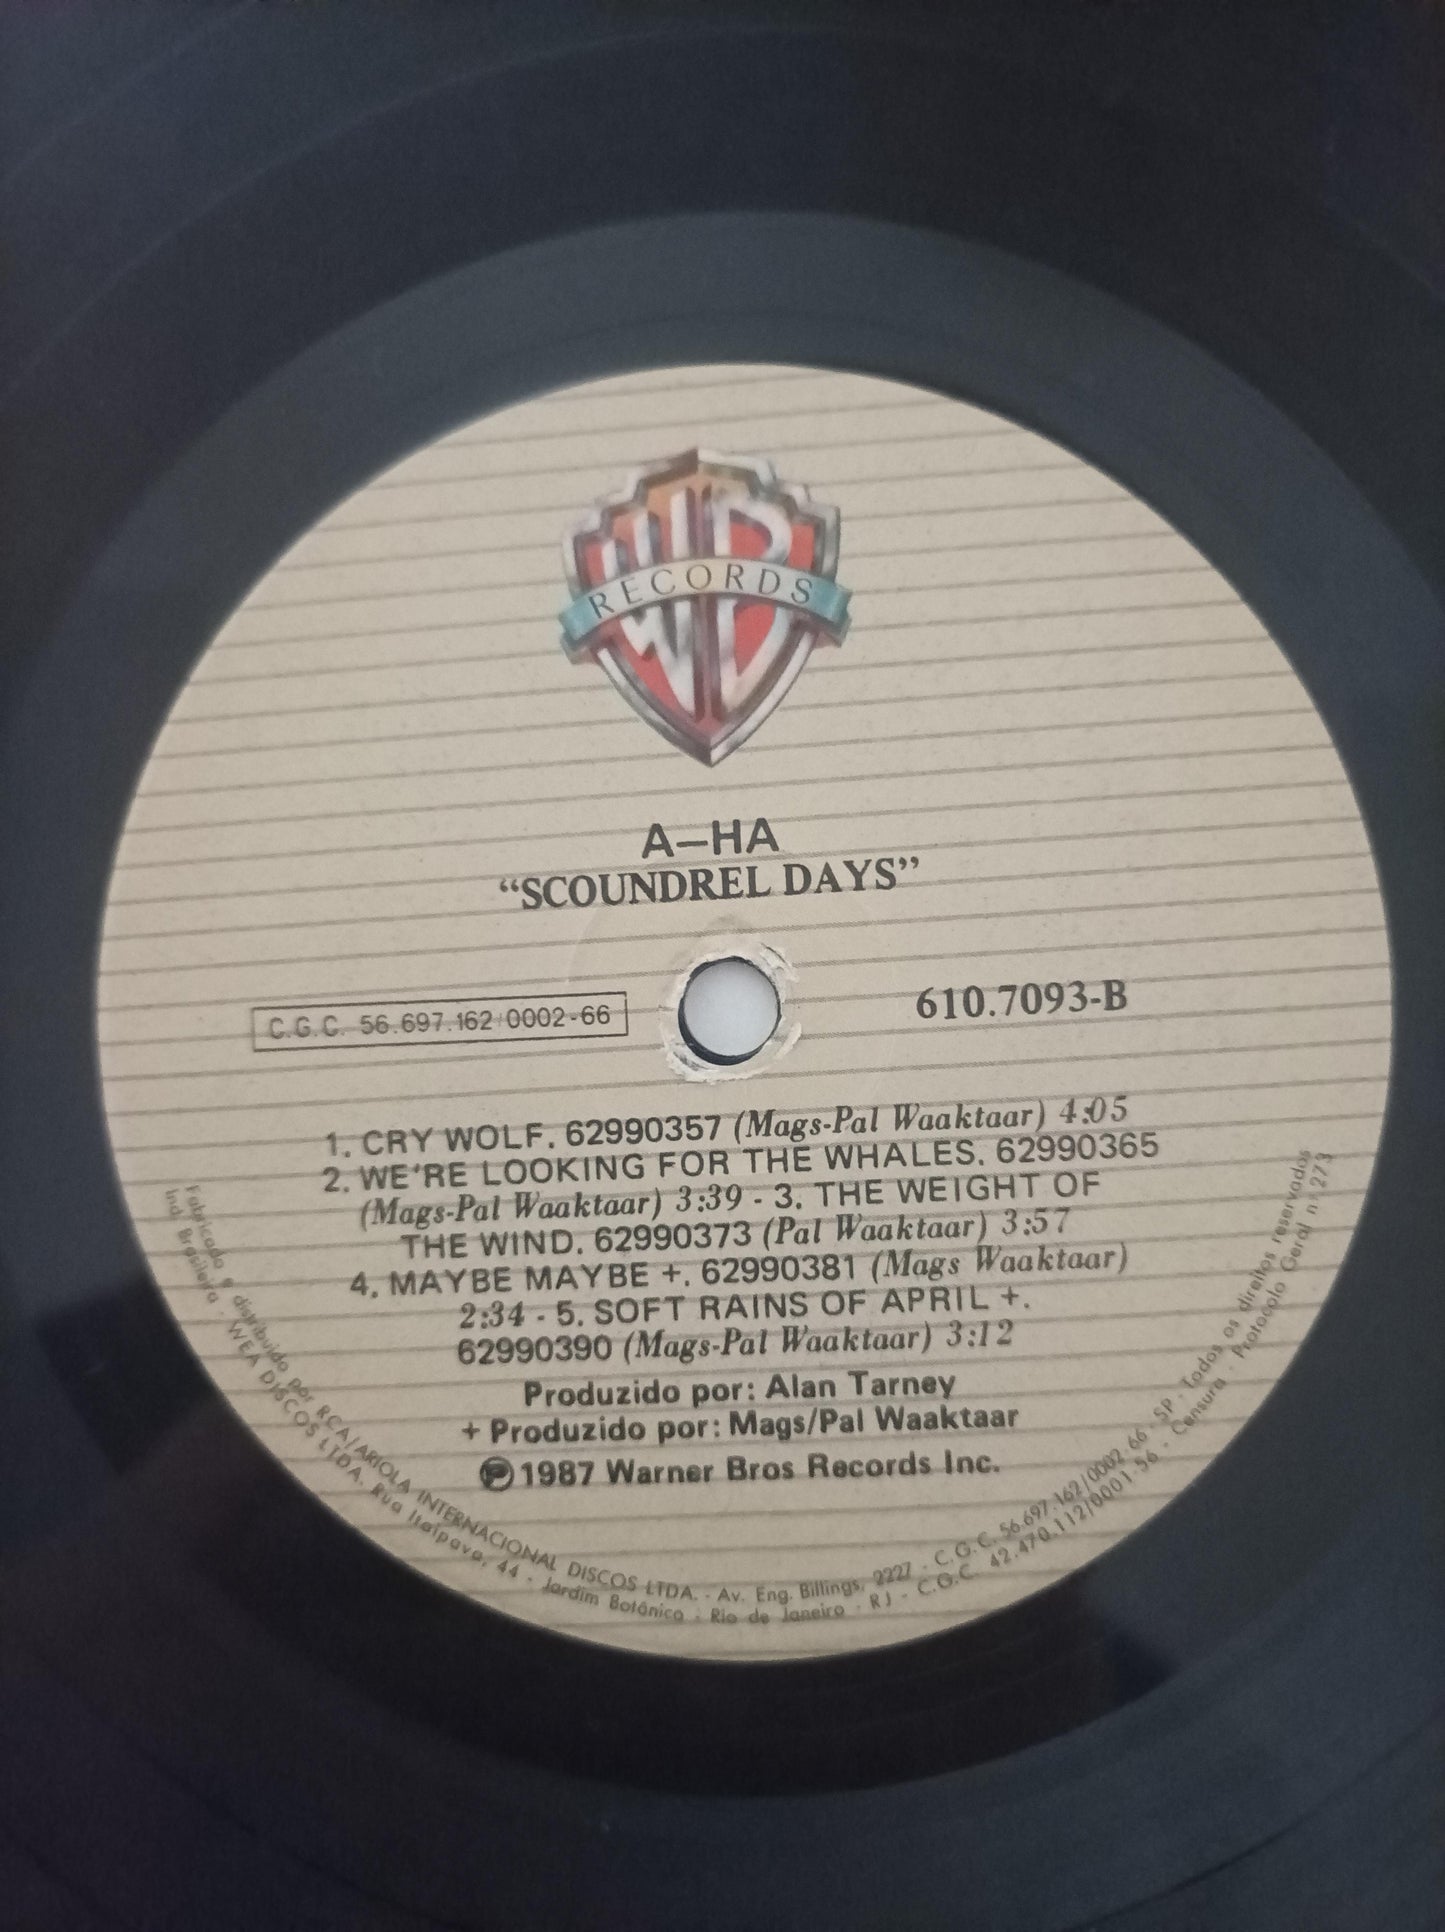 WB
RECORDS
A-HA
“SCOUNDREL DAYS”
C.G.C. 56.697.162/0002-66
610.7093-B
1. CRY WOLF. 62990357 (Mags-Pal Waaktaar) 4:05
2. WE'RE LOOKING FOR THE WHALES. 62990365
(Mags-Pal Waaktaar) 3:39 - 3. THE WEIGHT OF
THE WIND. 62990373 (Pal Waaktaar) 3:57
4. MAYBE MAYBE +. 62990381 (Mags Waaktaar)
2:34 - 5. SOFT RAINS OF APRIL +.
62990390 (Mags-Pal Waaktaar) 3:12
Produzido por: Alan Tarney
+ Produzido por: Mags/Pal Waaktaar
℗ 1987 Warner Bros Records Inc.
Fabricado e distribuído por RCA/ARIOLA INTERNACIONAL DISCOS LTDA. - Av. Eng. Billings, 2227 - C.G.C. 56.697.162/0002.66 - SP - Todos os direitos reservados
Ind. Brasileira - WEA DISCOS LTDA. Rua Itaipava, 44 - Jardim Botânico - Rio de Janeiro - RJ - C.G.C. 42.470.112/0001-56 - Censura - Protocolo Geral nº 273